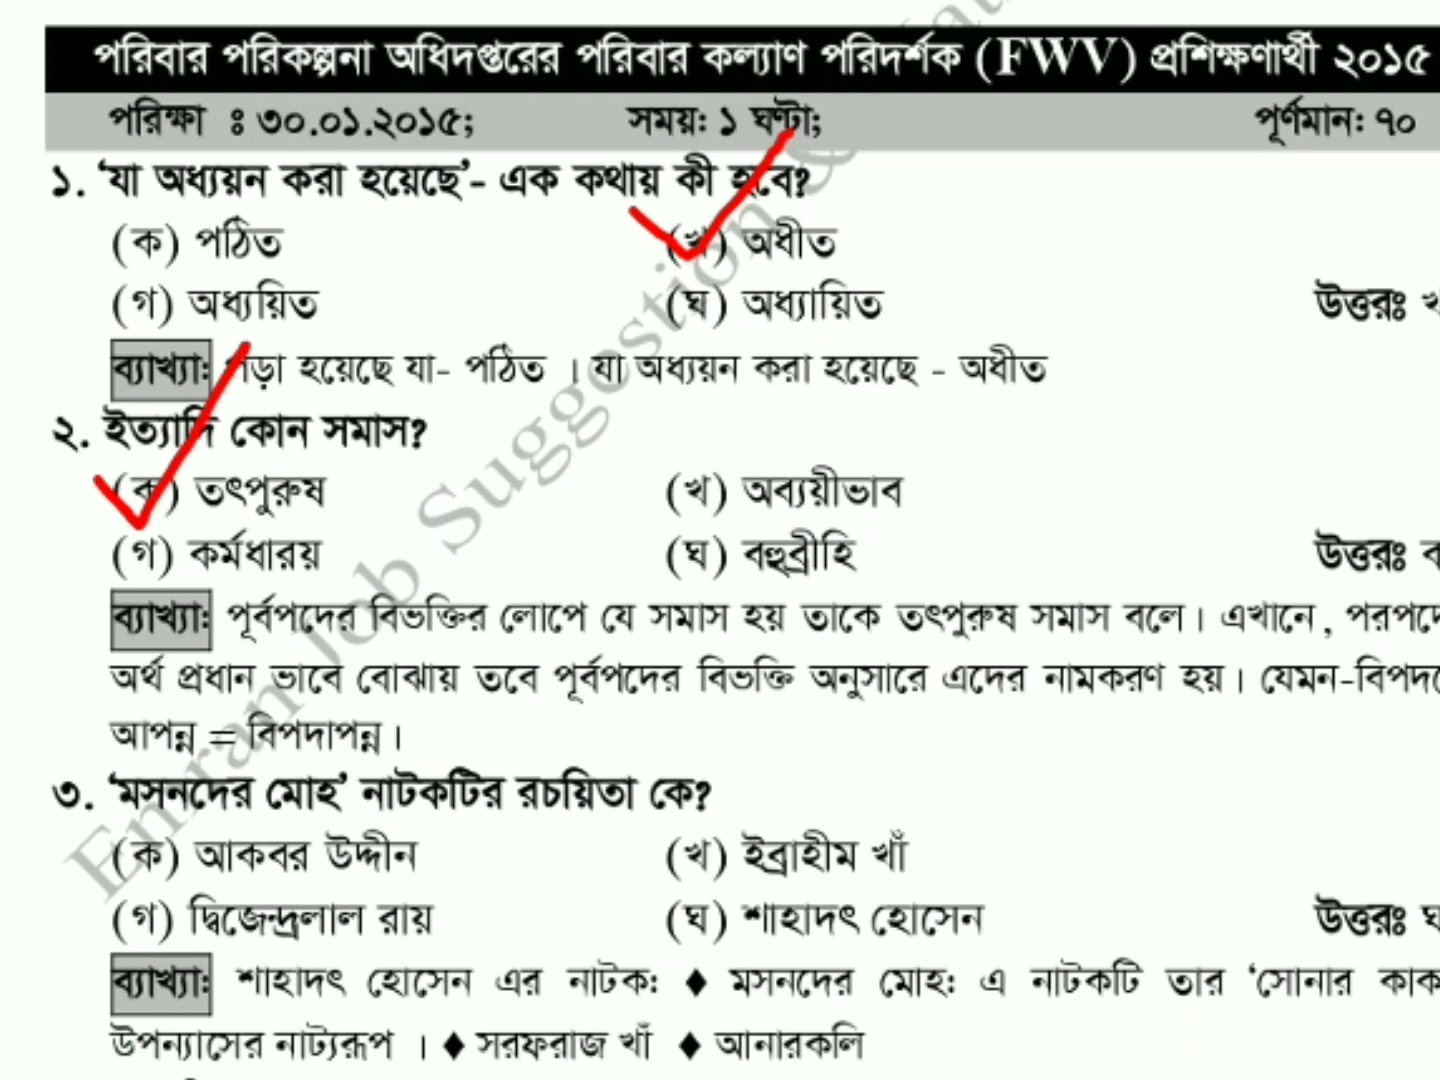 পরিবার পরিকল্পনা অধিদপ্তরের পরিবার কল্যাণ পরিদর্শক (FWV) প্রশিক্ষণার্থী ২০১৫
পরিক্ষা ঃ ৩০.০১.২০১৫; সময়: ১ ঘণ্টা; পূর্ণমান: ৭০
১. ‘যা অধ্যয়ন করা হয়েছে’- এক কথায় কী হবে?
(ক) পঠিত (খ) অধীত
(গ) অধ্যয়িত (ঘ) অধ্যায়িত উত্তরঃ খ
ব্যাখ্যা: পড়া হয়েছে যা- পঠিত । যা অধ্যয়ন করা হয়েছে - অধীত
২. ইত্যাদি কোন সমাস?
(ক) তৎপুরুষ (খ) অব্যয়ীভাব
(গ) কর্মধারয় (ঘ) বহুব্রীহি উত্তরঃ ক
ব্যাখ্যা: পূর্বপদের বিভক্তির লোপে যে সমাস হয় তাকে তৎপুরুষ সমাস বলে। এখানে, পরপদে
অর্থ প্রধান ভাবে বোঝায় তবে পূর্বপদের বিভক্তি অনুসারে এদের নামকরণ হয়। যেমন-বিপদ
আপন্ন = বিপদাপন্ন।
৩. ‘মসনদের মোহ’ নাটকটির রচয়িতা কে?
(ক) আকবর উদ্দীন (খ) ইব্রাহীম খাঁ
(গ) দ্বিজেন্দ্রলাল রায় (ঘ) শাহাদৎ হোসেন উত্তরঃ ঘ
ব্যাখ্যা: শাহাদৎ হোসেন এর নাটক: ♦ মসনদের মোহ: এ নাটকটি তার ‘সোনার কাক
উপন্যাসের নাট্যরূপ । ♦ সরফরাজ খাঁ ♦ আনারকলি
Emran Job Suggestion &